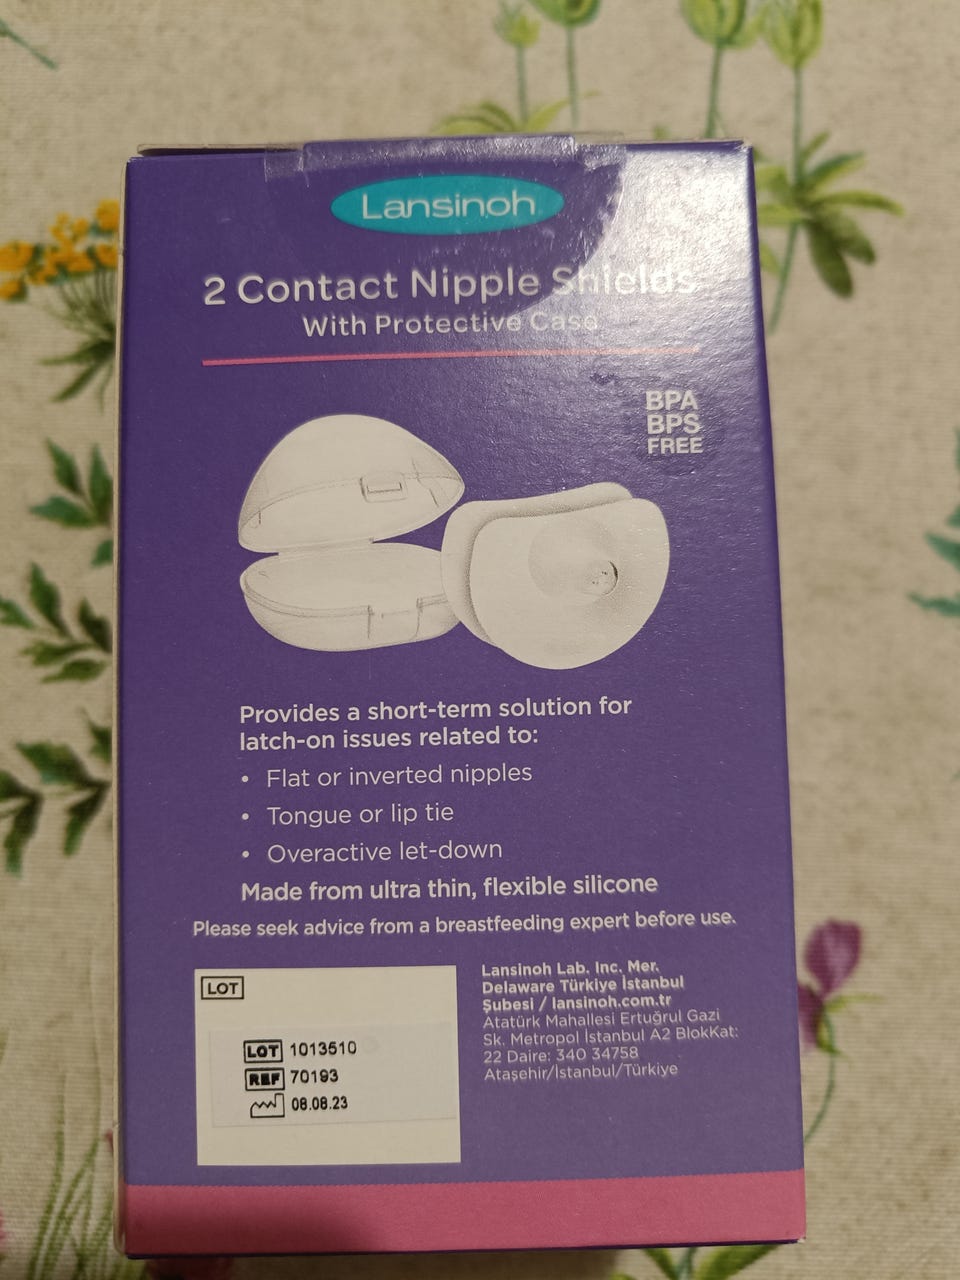 Lansinoh
2 Contact Nipple Shields
With Protective Case
BPA
BPS
FREE
Provides a short-term solution for
latch-on issues related to:
• Flat or inverted nipples
• Tongue or lip tie
• Overactive let-down
Made from ultra thin, flexible silicone
Please seek advice from a breastfeeding expert before use.
LOT
LOT 1013510
REF 70193
08.08.23
Lansinoh Lab. Inc. Mer.
Delaware Türkiye İstanbul
Şubesi / lansinoh.com.tr
Atatürk Mahallesi Ertuğrul Gazi
Sk. Metropol İstanbul A2 BlokKat:
22 Daire: 340 34758
Ataşehir/İstanbul/Türkiye